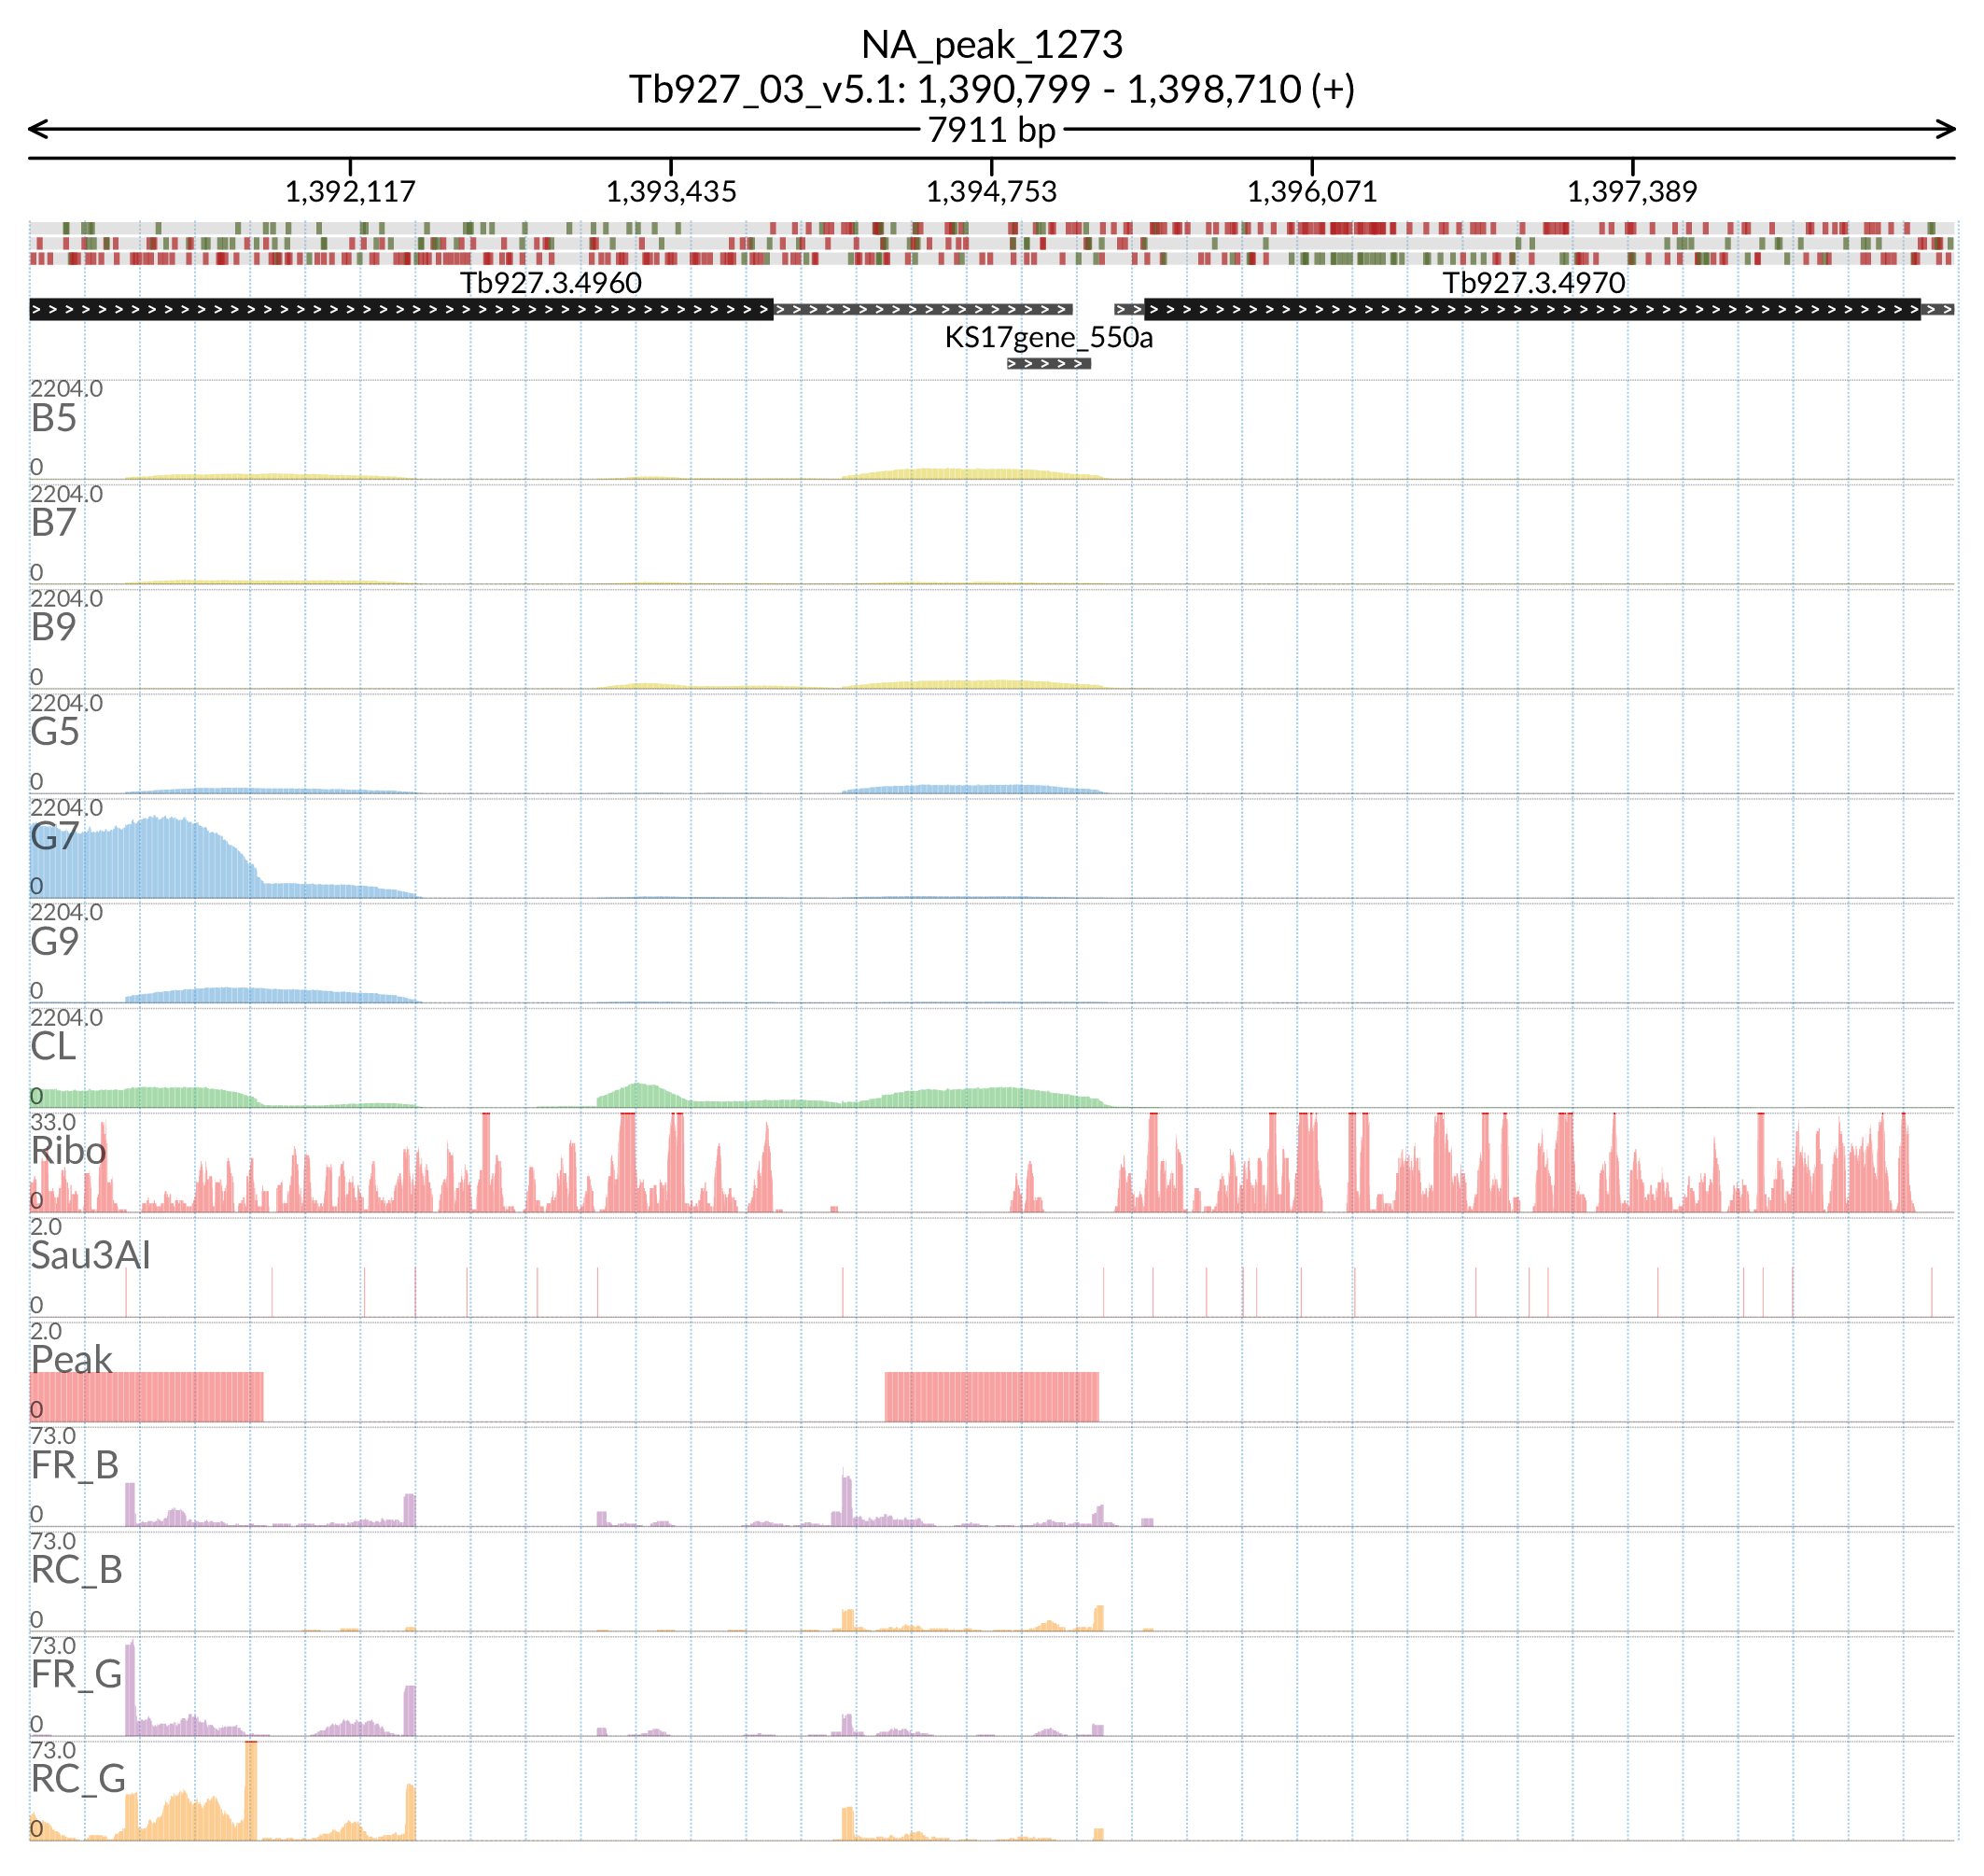 NA_peak_1273
Tb927_03_v5.1: 1,390,799 - 1,398,710 (+)
7911 bp
1,392,117 1,393,435 1,394,753 1,396,071 1,397,389
Tb927.3.4960 Tb927.3.4970
KS17gene_550a
2204.0
B5
0
2204.0
B7
0
2204.0
B9
0
2204.0
G5
0
2204.0
G7
0
2204.0
G9
0
2204.0
CL
0
33.0
Ribo
0
2.0
Sau3AI
0
2.0
Peak
0
73.0
FR_B
0
73.0
RC_B
0
73.0
FR_G
0
73.0
RC_G
0